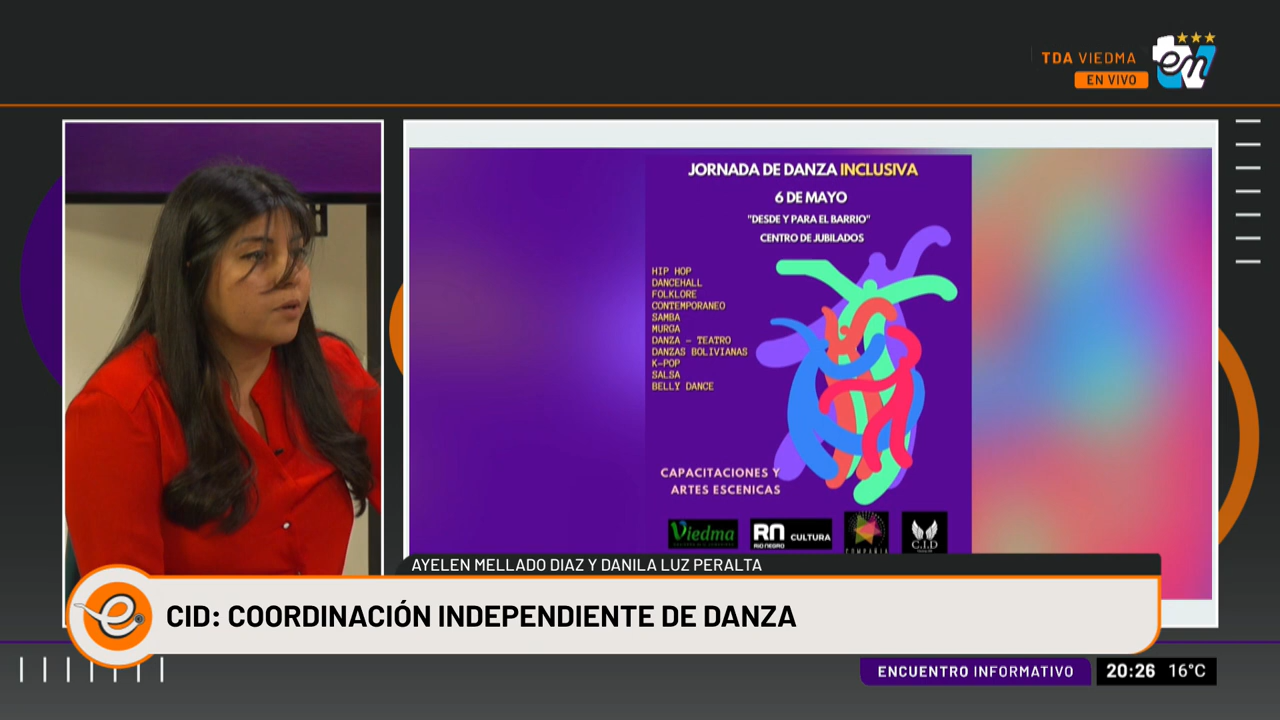 TDA VIEDMA
EN VIVO
JORNADA DE DANZA INCLUSIVA
6 DE MAYO
"DESDE Y PARA EL BARRIO"
CENTRO DE JUBILADOS
HIP HOP
DANCEHALL
FOLKLORE
CONTEMPORANEO
SAMBA
MURGA
DANZA - TEATRO
DANZAS BOLIVIANAS
K-POP
SALSA
BELLY DANCE
CAPACITACIONES Y
ARTES ESCENICAS
Viedma
RN
RIO NEGRO
CULTURA
COMPAÑIA
C.I.D
AYELEN MELLADO DIAZ Y DANILA LUZ PERALTA
CID: COORDINACIÓN INDEPENDIENTE DE DANZA
ENCUENTRO INFORMATIVO
20:26 16°C